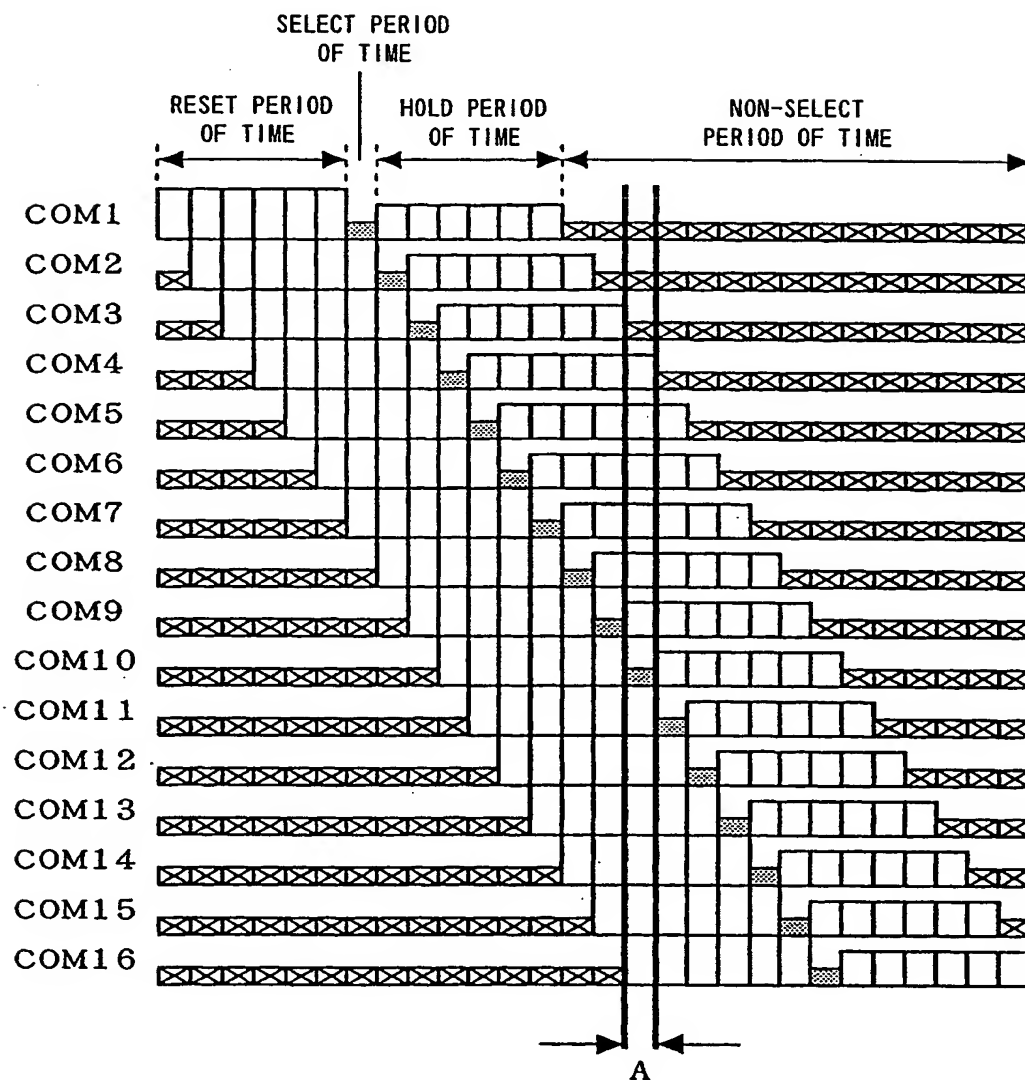 SELECT PERIOD
OF TIME
RESET PERIOD
OF TIME
HOLD PERIOD
OF TIME
NON-SELECT
PERIOD OF TIME
COM1
COM2
COM3
COM4
COM5
COM6
COM7
COM8
COM9
COM10
COM11
COM12
COM13
COM14
COM15
COM16
A